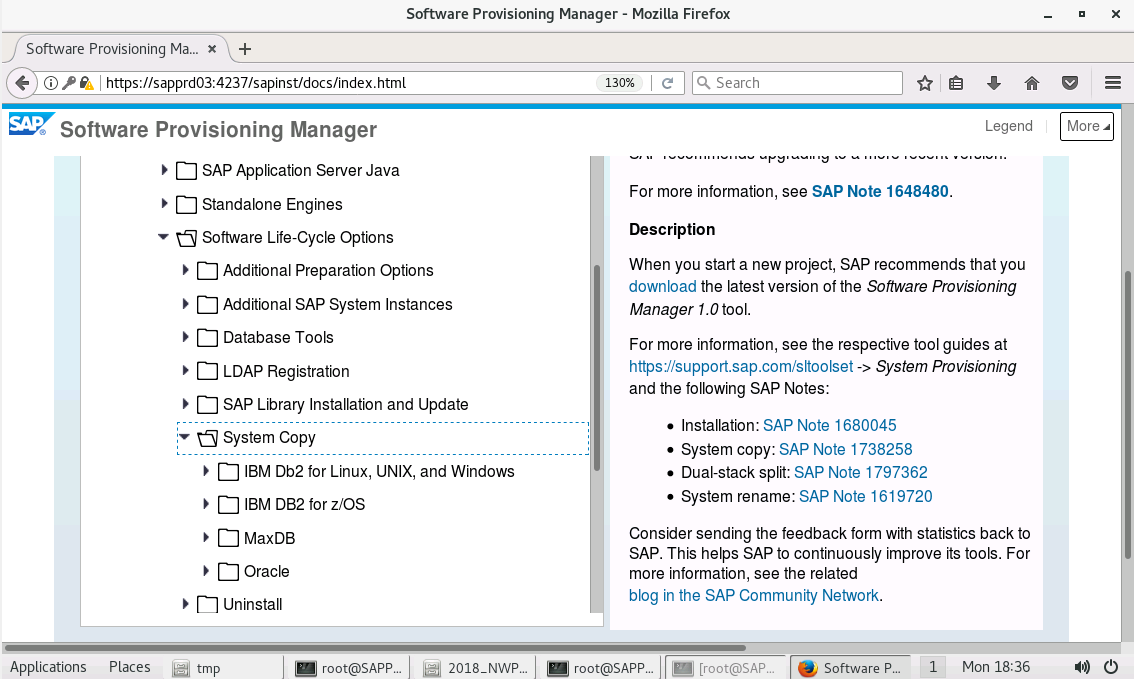 Software Provisioning Manager - Mozilla Firefox
Software Provisioning Ma...
https://sapprd03:4237/sapinst/docs/index.html
130%
Search
SAP
Software Provisioning Manager
Legend
More
SAP Application Server Java
Standalone Engines
Software Life-Cycle Options
Additional Preparation Options
Additional SAP System Instances
Database Tools
LDAP Registration
SAP Library Installation and Update
System Copy
IBM Db2 for Linux, UNIX, and Windows
IBM DB2 for z/OS
MaxDB
Oracle
Uninstall
SAP recommends upgrading to a more recent version.
For more information, see SAP Note 1648480.
Description
When you start a new project, SAP recommends that you
download the latest version of the Software Provisioning
Manager 1.0 tool.
For more information, see the respective tool guides at
https://support.sap.com/sltoolset -> System Provisioning
and the following SAP Notes:
• Installation: SAP Note 1680045
• System copy: SAP Note 1738258
• Dual-stack split: SAP Note 1797362
• System rename: SAP Note 1619720
Consider sending the feedback form with statistics back to
SAP. This helps SAP to continuously improve its tools. For
more information, see the related
blog in the SAP Community Network.
Applications
Places
tmp
root@SAPP...
2018_NWP...
root@SAPP...
[root@SAP...
Software P...
1
Mon 18:36